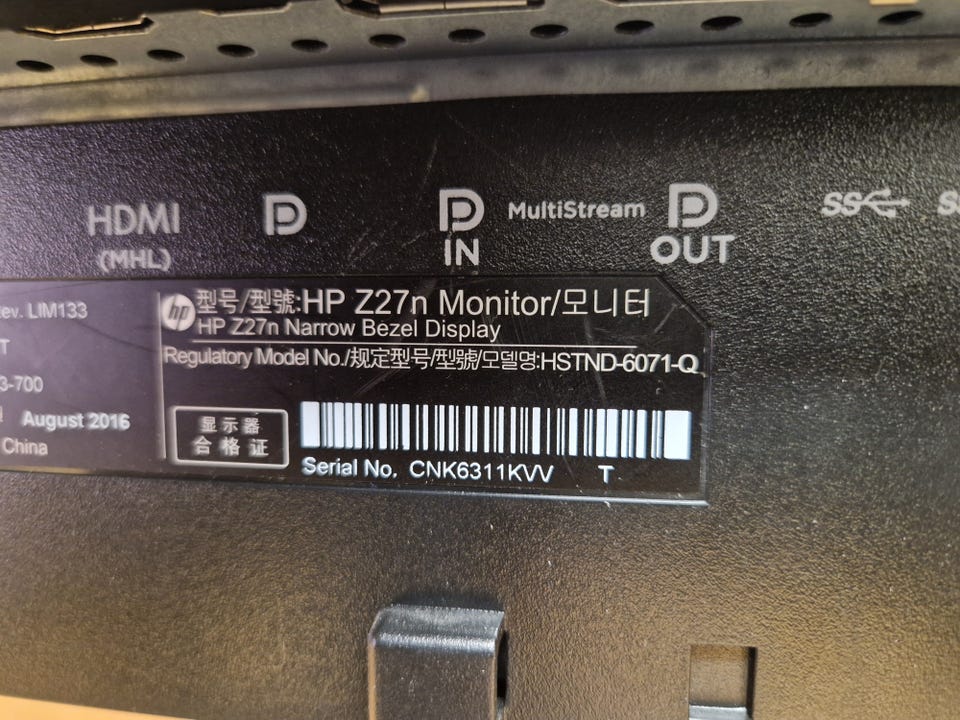 HDMI
(MHL)
IN
MultiStream
OUT
SS
Rev. LIM133
T
3-700
August 2016
China
hp 型号/型號:HP Z27n Monitor/모니터
HP Z27n Narrow Bezel Display
Regulatory Model No./规定型号/型號/모델명:HSTND-6071-Q
显示器
合格证
Serial No. CNK6311KVV T